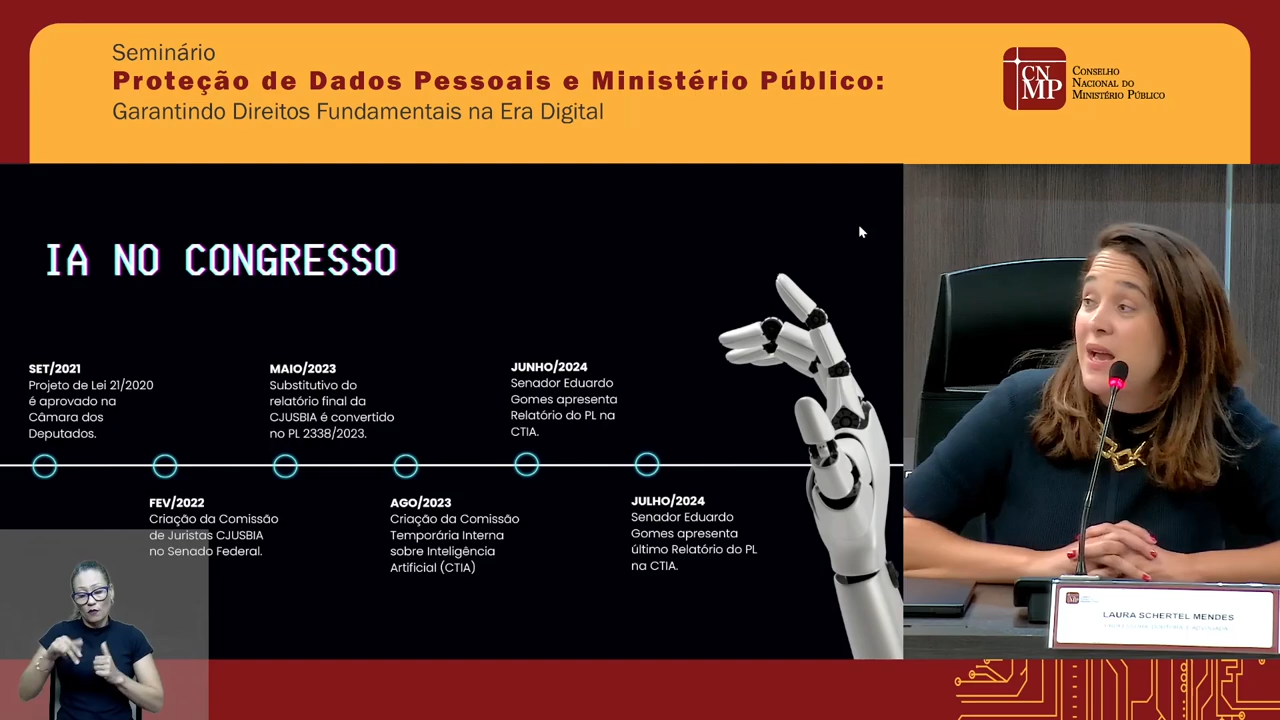 Seminário
Proteção de Dados Pessoais e Ministério Público:
Garantindo Direitos Fundamentais na Era Digital
CN
MP
Conselho
Nacional do
Ministério Público
IA NO CONGRESSO
SET/2021
Projeto de Lei 21/2020
é aprovado na
Câmara dos
Deputados.
MAIO/2023
Substitutivo do
relatório final da
CJUSBIA é convertido
no PL 2338/2023.
JUNHO/2024
Senador Eduardo
Gomes apresenta
Relatório do PL na
CTIA.
FEV/2022
Criação da Comissão
de Juristas CJUSBIA
no Senado Federal.
AGO/2023
Criação da Comissão
Temporária Interna
sobre Inteligência
Artificial (CTIA)
JULHO/2024
Senador Eduardo
Gomes apresenta
último Relatório do PL
na CTIA.
LAURA SCHERTEL MENDES